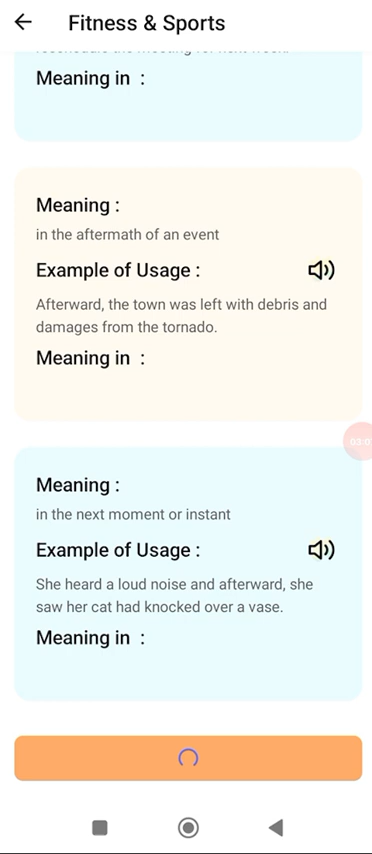 Fitness & Sports
Meaning in :
Meaning :
in the aftermath of an event
Example of Usage :
Afterward, the town was left with debris and
damages from the tornado.
Meaning in :
Meaning :
in the next moment or instant
Example of Usage :
She heard a loud noise and afterward, she
saw her cat had knocked over a vase.
Meaning in :